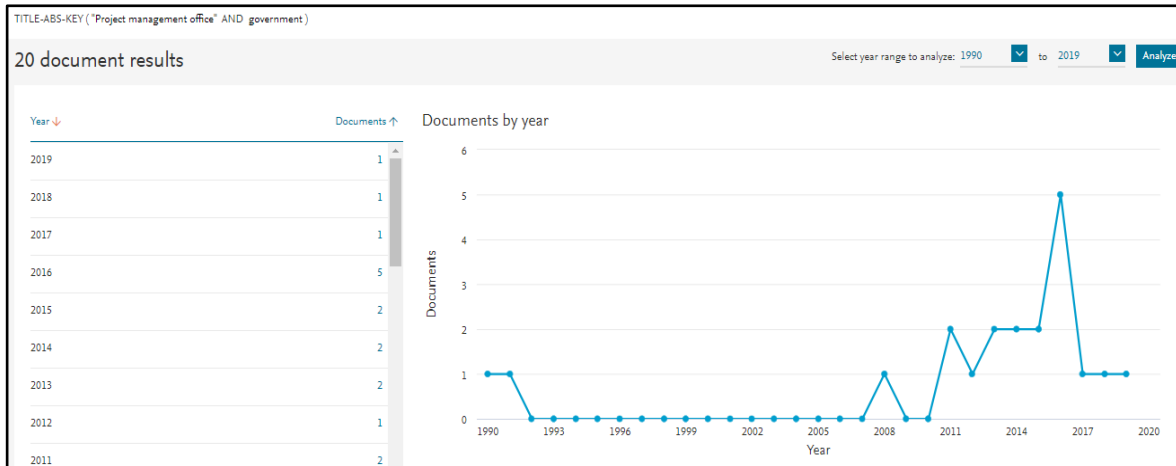 TITLE-ABS-KEY ( "Project management office" AND government )
20 document results
Select year range to analyze: 1990 to 2019 Analyze
Year Documents
2019 1
2018 1
2017 1
2016 5
2015 2
2014 2
2013 2
2012 1
2011 2
Documents by year
6
5
4
3
2
1
0
Documents
1990 1993 1996 1999 2002 2005 2008 2011 2014 2017 2020
Year